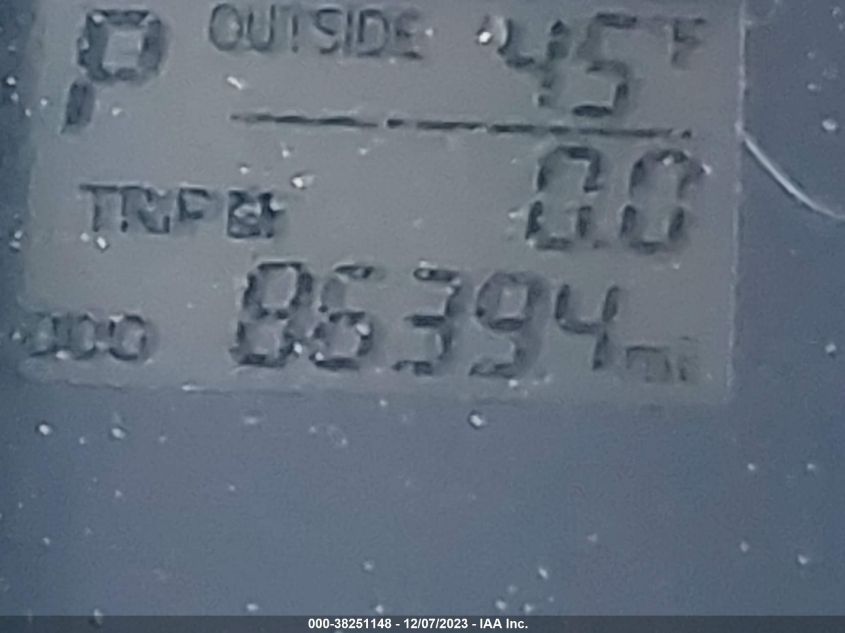 P OUTSIDE 45°F
TRIP B 0.0
ODO 86394 mi
000-38251148 - 12/07/2023 - IAA Inc.